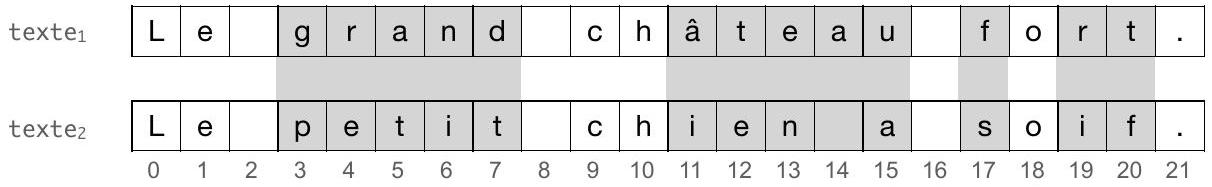 texte₁ L e   g r a n d   c h â t e a u   f o r t .
texte₂ L e   p e t i t   c h i e n   a   s o i f .
0 1 2 3 4 5 6 7 8 9 10 11 12 13 14 15 16 17 18 19 20 21